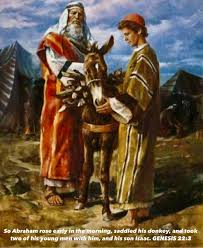 So Abraham rose early in the morning, saddled his donkey, and took
two of his young men with him, and his son Isaac. GENESIS 22:3